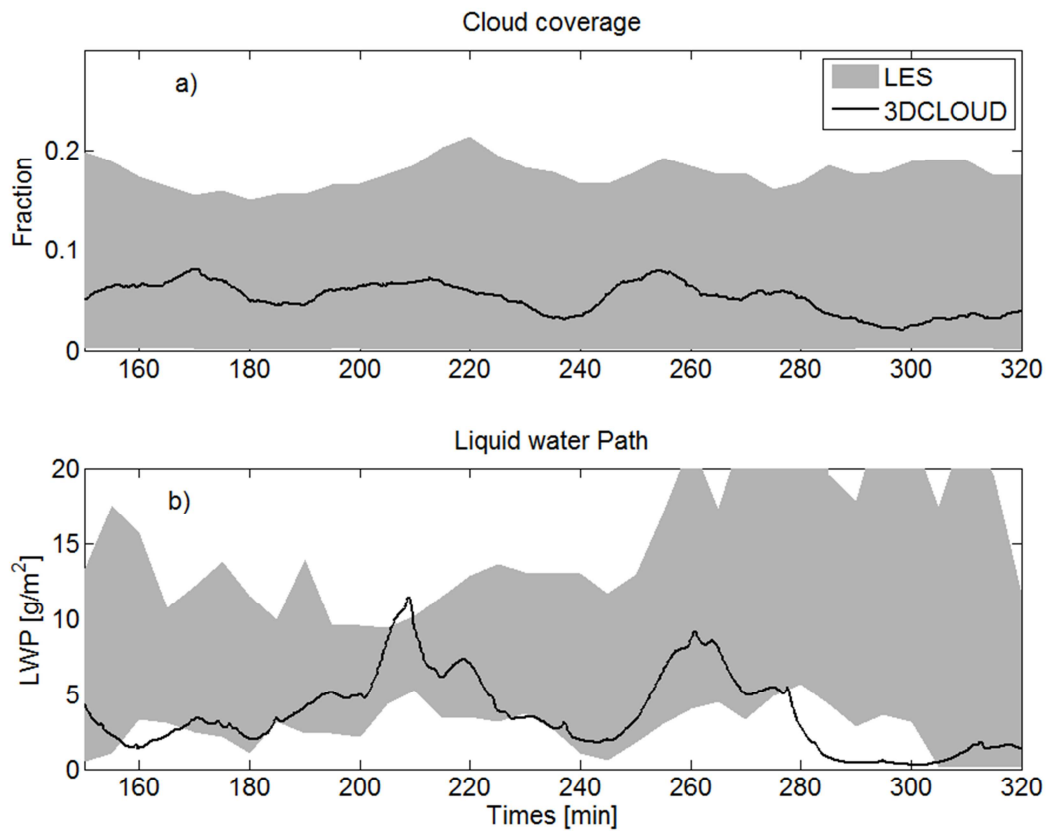 Cloud coverage
a)
LES
3DCLOUD
Fraction
0.2
0.1
0
160 180 200 220 240 260 280 300 320
Liquid water Path
b)
LWP [g/m²]
20
15
10
5
0
160 180 200 220 240 260 280 300 320
Times [min]